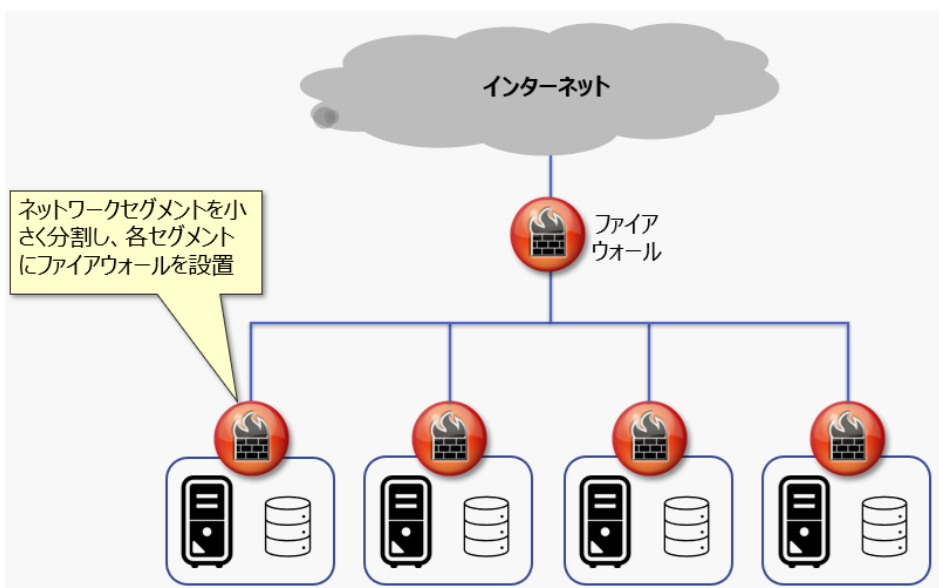 インターネット
ファイア
ウォール
ネットワークセグメントを小
さく分割し、各セグメント
にファイアウォールを設置